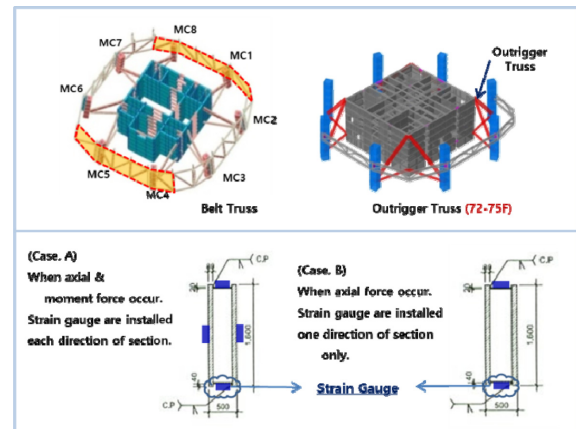 MC8
MC7
MC1
MC6
MC2
MC5
MC4
MC3
Belt Truss
Outrigger
Truss
Outrigger Truss (72-75F)
(Case. A)
When axial &
moment force occur.
Strain gauge are installed
each direction of section.
C.P
1,600
40
500
C.P
(Case. B)
When axial force occur.
Strain gauge are installed
one direction of section
only.
C.P
1,600
40
500
C.P
Strain Gauge